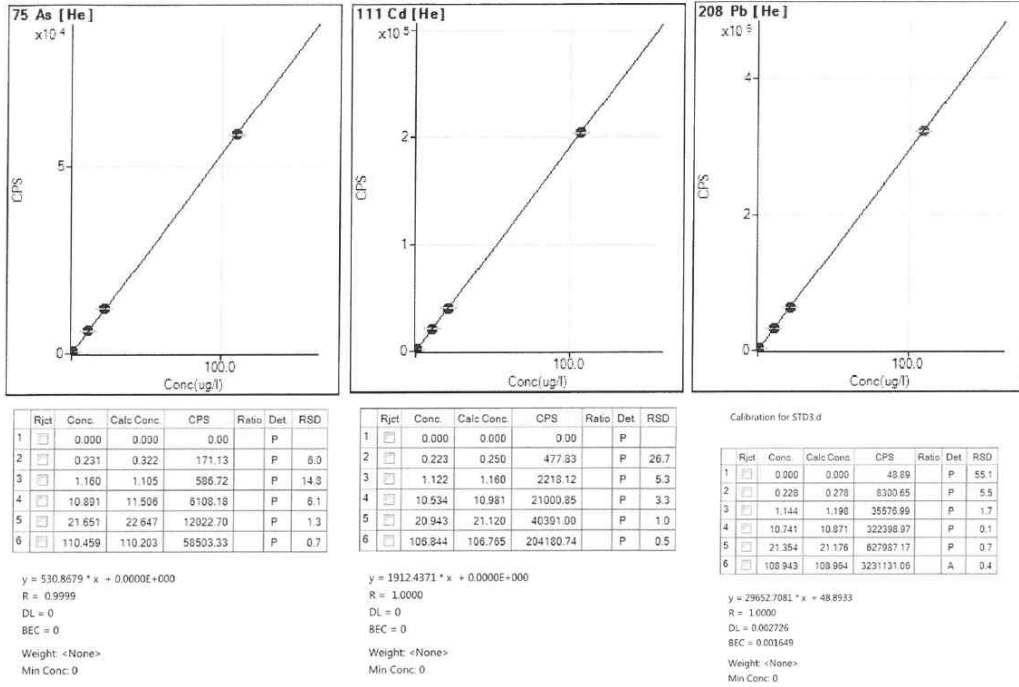 75 As [He]
x10 4
5
0
100.0
CPS
Conc(ug/l)
Rjct Conc. Calc Conc. CPS Ratio Det. RSD
1 0.000 0.000 0.00 P
2 0.231 0.322 171.13 P 6.0
3 1.160 1.105 586.72 P 14.8
4 10.891 11.506 6108.18 P 6.1
5 21.651 22.647 12022.70 P 1.3
6 110.459 110.203 58503.33 P 0.7
y = 530.8679 * x + 0.0000E+000
R = 0.9999
DL = 0
BEC = 0
Weight: <None>
Min Conc: 0
111 Cd [He]
x10 5
2
1
0
100.0
CPS
Conc(ug/l)
Rjct Conc. Calc Conc. CPS Ratio Det. RSD
1 0.000 0.000 0.00 P
2 0.223 0.250 477.83 P 26.7
3 1.122 1.160 2218.12 P 5.3
4 10.534 10.981 21000.85 P 3.3
5 20.943 21.120 40391.00 P 1.0
6 106.844 106.765 204180.74 P 0.5
y = 1912.4371 * x + 0.0000E+000
R = 1.0000
DL = 0
BEC = 0
Weight: <None>
Min Conc: 0
208 Pb [He]
x10 6
4
2
0
100.0
CPS
Conc(ug/l)
Calibration for STD3.d
Rjct Conc. Calc Conc. CPS Ratio Det. RSD
1 0.000 0.000 48.89 P 55.1
2 0.228 0.278 8300.65 P 5.5
3 1.144 1.198 35576.99 P 1.7
4 10.741 10.871 322398.97 P 0.1
5 21.354 21.176 627987.17 P 0.7
6 108.943 108.964 3231131.06 A 0.4
y = 29652.7081 * x + 48.8933
R = 1.0000
DL = 0.002726
BEC = 0.001649
Weight: <None>
Min Conc: 0